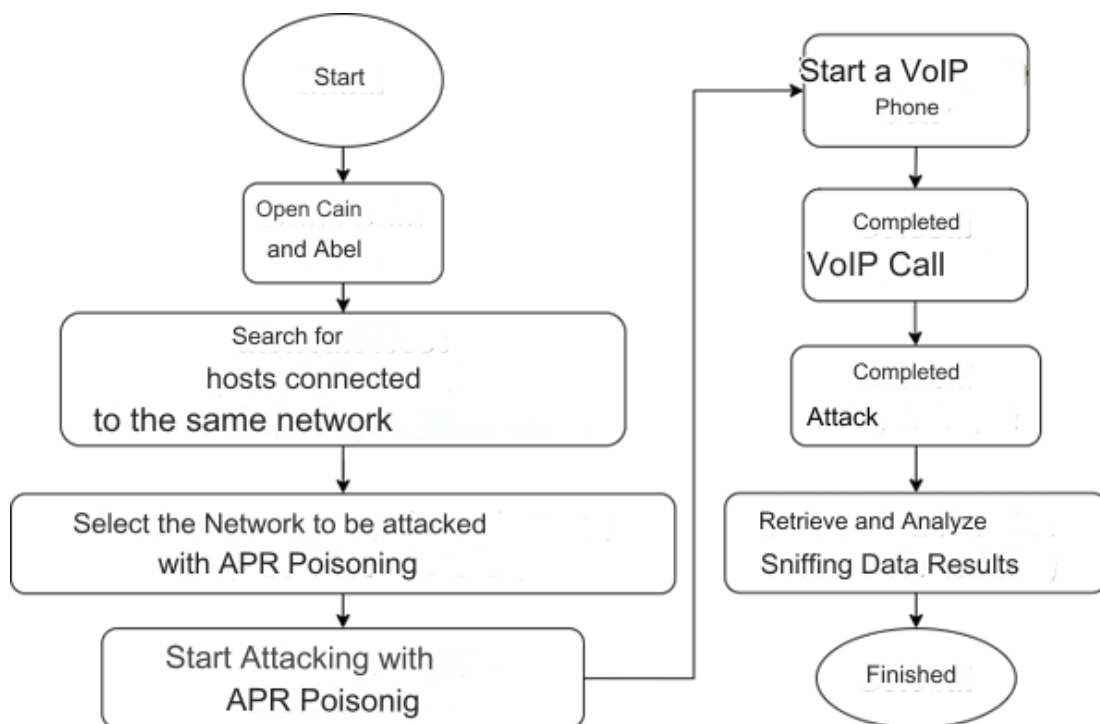 Start
Open Cain
and Abel
Search for
hosts connected
to the same network
Select the Network to be attacked
with APR Poisoning
Start Attacking with
APR Poisonig
Start a VoIP
Phone
Completed
VoIP Call
Completed
Attack
Retrieve and Analyze
Sniffing Data Results
Finished